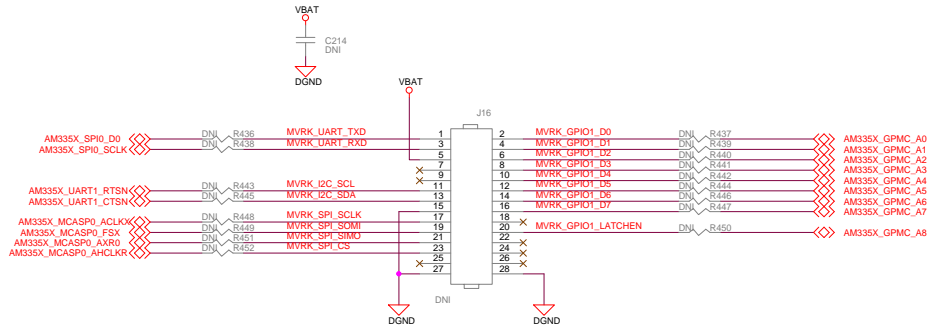 VBAT
C214
DNI
DGND
VBAT
J16
AM335X_SPI0_D0 DNI R436 MVRK_UART_TXD 1 2 MVRK_GPIO1_D0 DNI R437 AM335X_GPMC_A0
AM335X_SPI0_SCLK DNI R438 MVRK_UART_RXD 3 4 MVRK_GPIO1_D1 DNI R439 AM335X_GPMC_A1
5 6 MVRK_GPIO1_D2 DNI R440 AM335X_GPMC_A2
7 8 MVRK_GPIO1_D3 DNI R441 AM335X_GPMC_A3
9 10 MVRK_GPIO1_D4 DNI R442 AM335X_GPMC_A4
AM335X_UART1_RTSN DNI R443 MVRK_I2C_SCL 11 12 MVRK_GPIO1_D5 DNI R444 AM335X_GPMC_A5
AM335X_UART1_CTSN DNI R445 MVRK_I2C_SDA 13 14 MVRK_GPIO1_D6 DNI R446 AM335X_GPMC_A6
15 16 MVRK_GPIO1_D7 DNI R447 AM335X_GPMC_A7
AM335X_MCASP0_ACLKX DNI R448 MVRK_SPI_SCLK 17 18
AM335X_MCASP0_FSX DNI R449 MVRK_SPI_SOMI 19 20 MVRK_GPIO1_LATCHEN DNI R450 AM335X_GPMC_A8
AM335X_MCASP0_AXR0 DNI R451 MVRK_SPI_SIMO 21 22
AM335X_MCASP0_AHCLKR DNI R452 MVRK_SPI_CS 23 24
25 26
27 28
DNI
DGND DGND